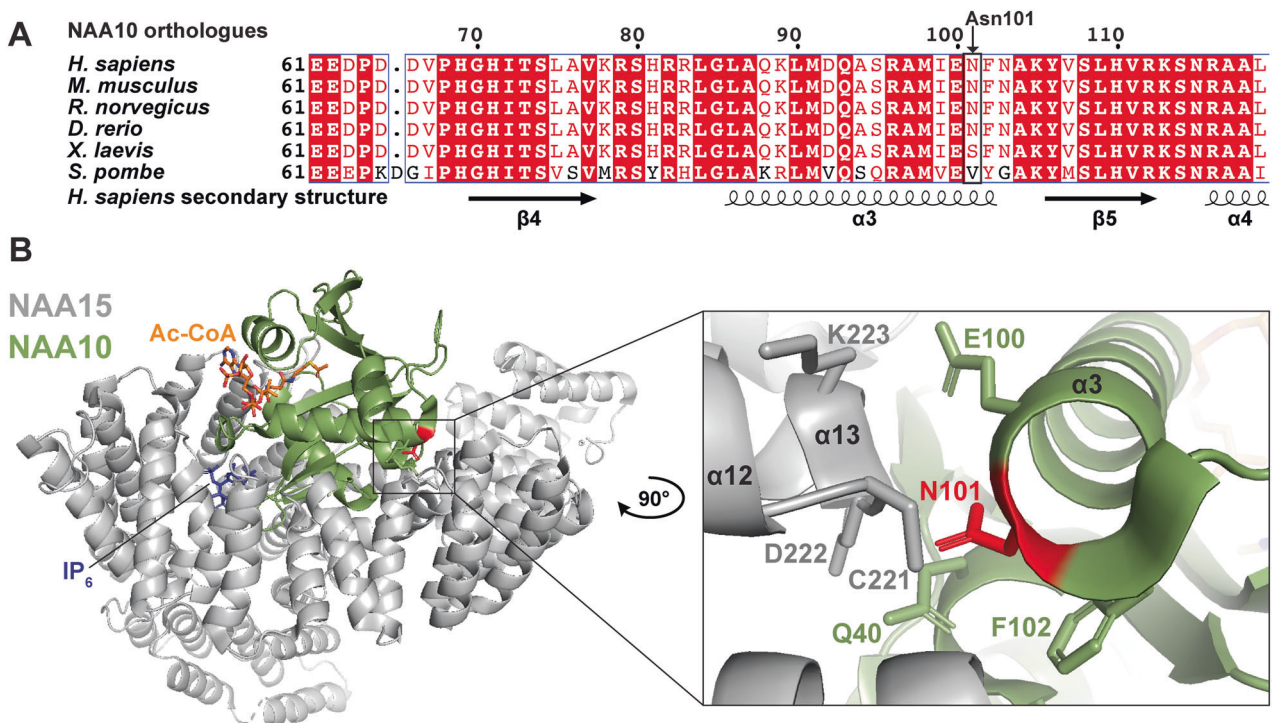 A NAA10 orthologues 70 80 90 100 Asn101 110
H. sapiens 61 EEDPD.DVPHGHITSLAVKRSHRRLGLAQKLMDQASRAMIENFNAKYVSLHVRKSNRAAL
M. musculus 61 EEDPD.DVPHGHITSLAVKRSHRRLGLAQKLMDQASRAMIENFNAKYVSLHVRKSNRAAL
R. norvegicus 61 EEDPD.DVPHGHITSLAVKRSHRRLGLAQKLMDQASRAMIENFNAKYVSLHVRKSNRAAL
D. rerio 61 EEDPD.DVPHGHITSLAVKRSHRRLGLAQKLMDQASRAMIENFNAKYVSLHVRKSNRAAL
X. laevis 61 EEDPD.DVPHGHITSLAVKRSHRRLGLAQKLMDQASRAMIESFNAKYVSLHVRKSNRAAL
S. pombe 61 EEEPKDGIPHGHITSVSVMRSYRHLGLAKRLMVQSQRAMVEVYGAKYMSLHVRKSNRAAI
H. sapiens secondary structure
β4 α3 β5 α4
B
NAA15
NAA10
Ac-CoA
IP6
90°
K223
E100
α3
α13
α12
N101
D222
C221
Q40
F102